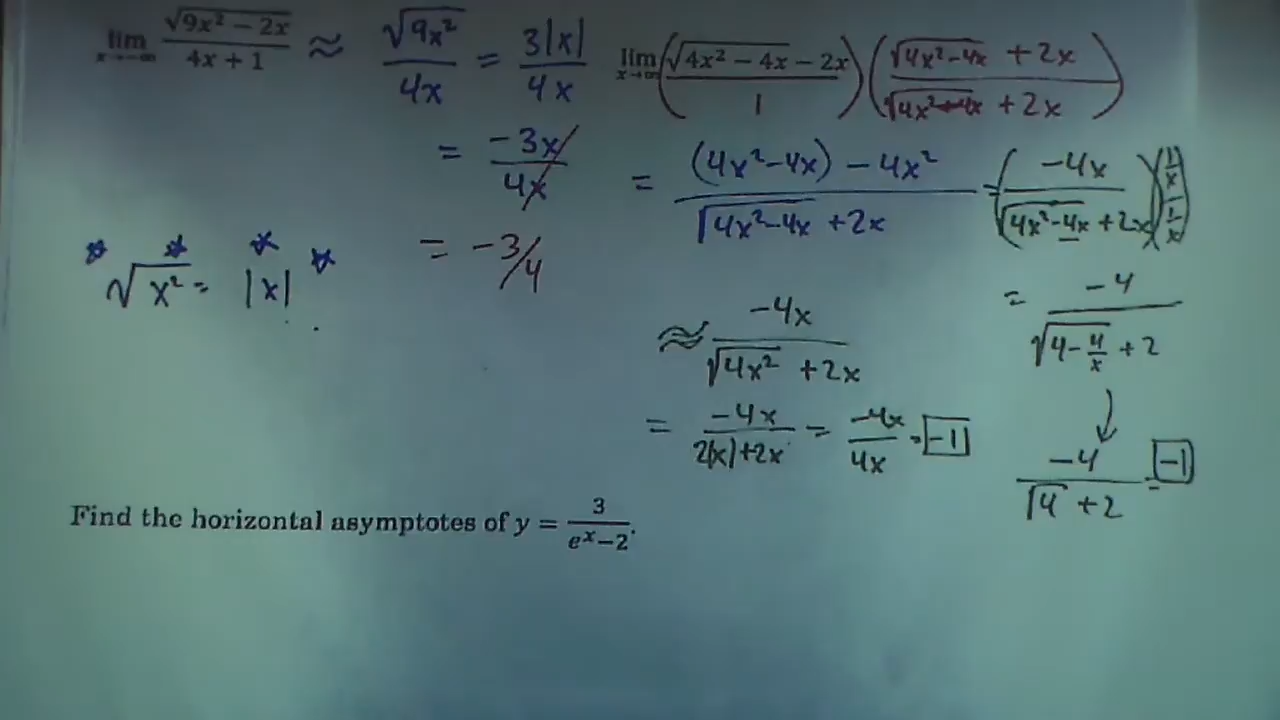 lim x→-∞ √(9x² − 2x) / (4x + 1) ≈ √(9x²) / 4x = 3|x| / 4x
= -3x / 4x
= -3/4
* * √x² = |x| * *
lim x→∞ ((√(4x² − 4x) − 2x) / 1) ((√(4x²-4x) + 2x) / (√(4x²-4x) + 2x))
= ((4x²-4x) - 4x²) / (√(4x²-4x) + 2x) = (-4x / (√(4x²-4x) + 2x)) ((1/x) / (1/x))
= -4 / (√(4 - 4/x) + 2)
≈ -4x / (√(4x²) + 2x)
= -4x / (2|x| + 2x) = -4x / 4x = -1
-4 / (√4 + 2) = -1
Find the horizontal asymptotes of y = 3 / (eˣ−2).